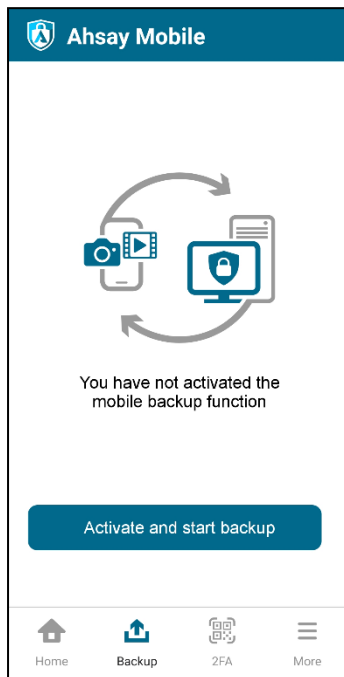 Ahsay Mobile
You have not activated the
mobile backup function
Activate and start backup
Home
Backup
2FA
More